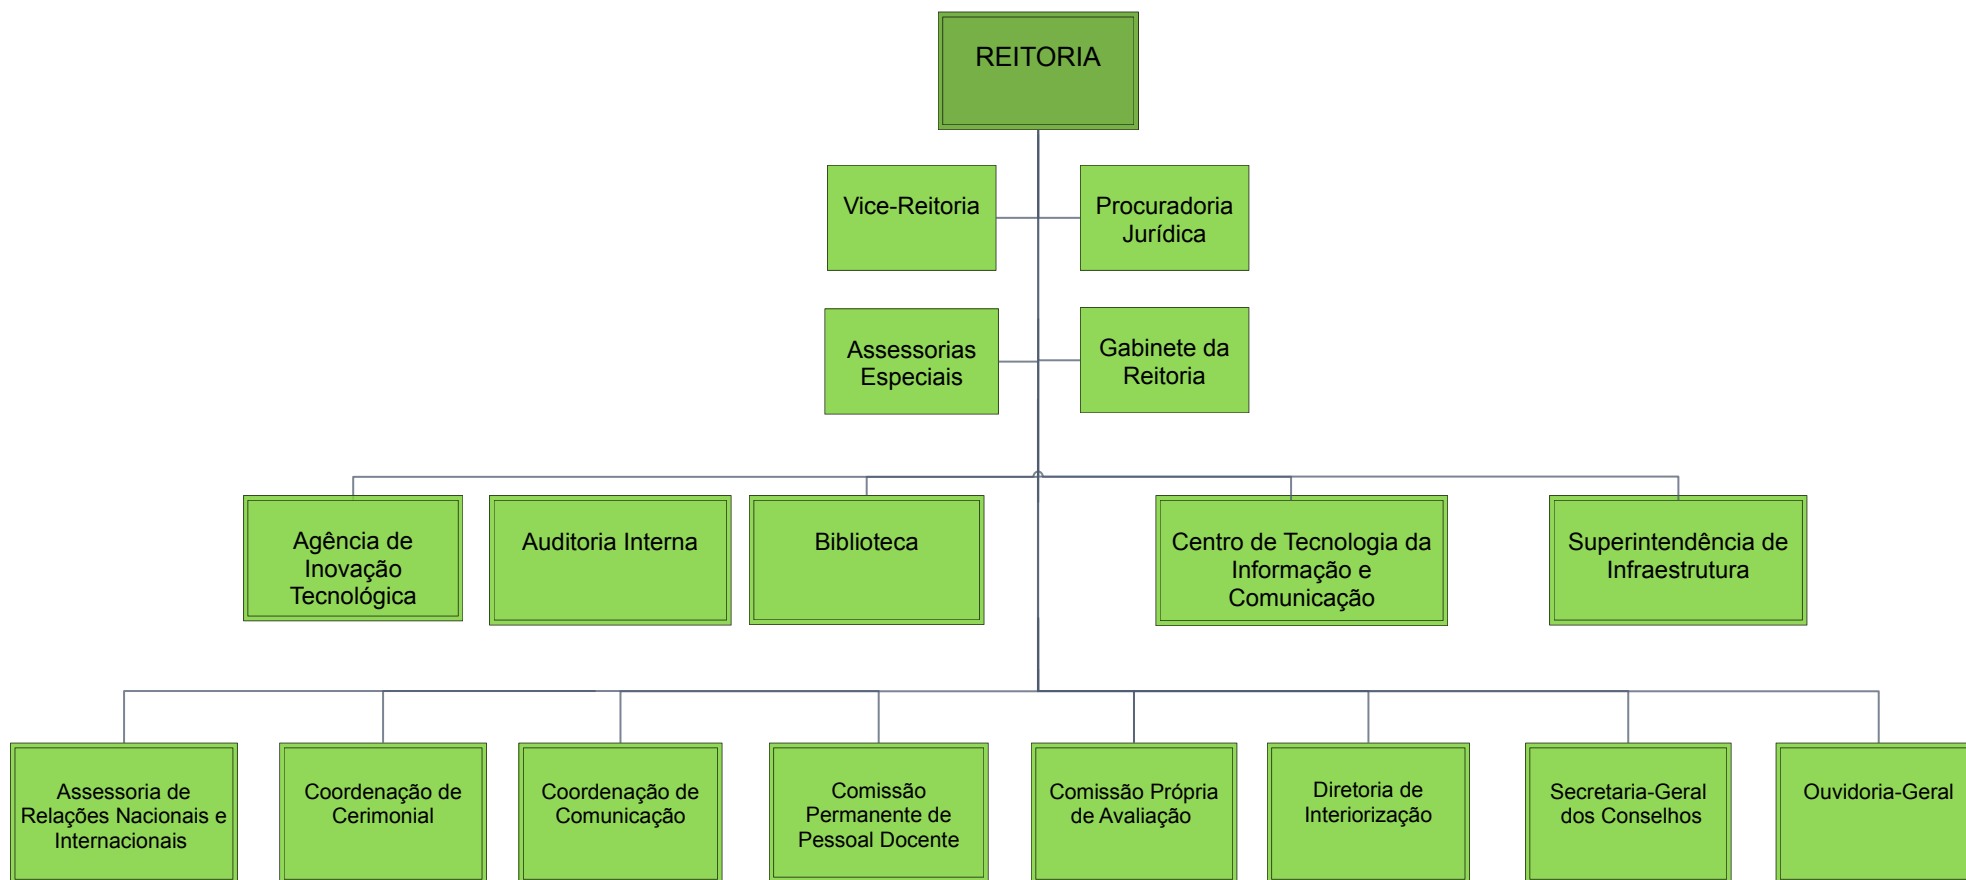 REITORIA
Vice-Reitoria
Procuradoria
Jurídica
Assessorias
Especiais
Gabinete da
Reitoria
Agência de
Inovação
Tecnológica
Auditoria Interna
Biblioteca
Centro de Tecnologia da
Informação e
Comunicação
Superintendência de
Infraestrutura
Assessoria de
Relações Nacionais e
Internacionais
Coordenação de
Cerimonial
Coordenação de
Comunicação
Comissão
Permanente de
Pessoal Docente
Comissão Própria
de Avaliação
Diretoria de
Interiorização
Secretaria-Geral
dos Conselhos
Ouvidoria-Geral